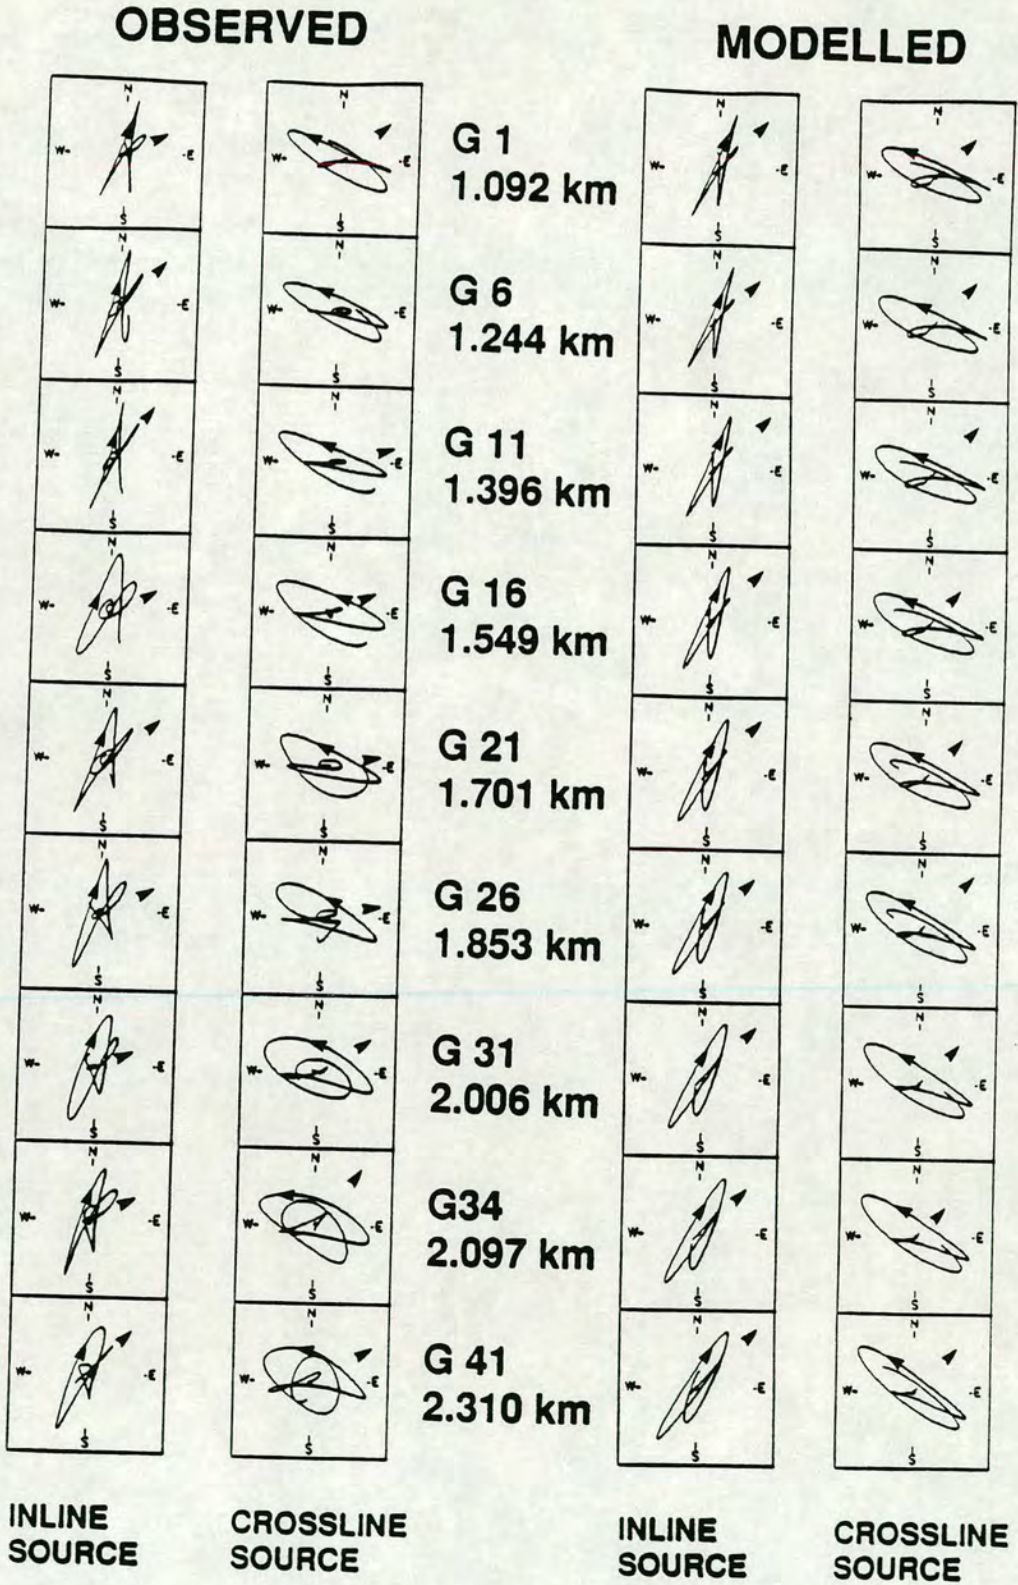 OBSERVED
MODELLED
G 1
1.092 km
G 6
1.244 km
G 11
1.396 km
G 16
1.549 km
G 21
1.701 km
G 26
1.853 km
G 31
2.006 km
G34
2.097 km
G 41
2.310 km
N
W
E
S
N
W
E
S
N
W
E
S
N
W
E
S
N
W
E
S
N
W
E
S
N
W
E
S
N
W
E
S
N
W
E
S
N
W
E
S
N
W
E
S
N
W
E
S
N
W
E
S
N
W
E
S
N
W
E
S
N
W
E
S
N
W
E
S
N
W
E
S
N
W
E
S
N
W
E
S
N
W
E
S
N
W
E
S
N
W
E
S
N
W
E
S
N
W
E
S
N
W
E
S
N
W
E
S
N
W
E
S
N
W
E
S
N
W
E
S
N
W
E
S
N
W
E
S
N
W
E
S
N
W
E
S
N
W
E
S
N
W
E
S
INLINE
SOURCE
CROSSLINE
SOURCE
INLINE
SOURCE
CROSSLINE
SOURCE